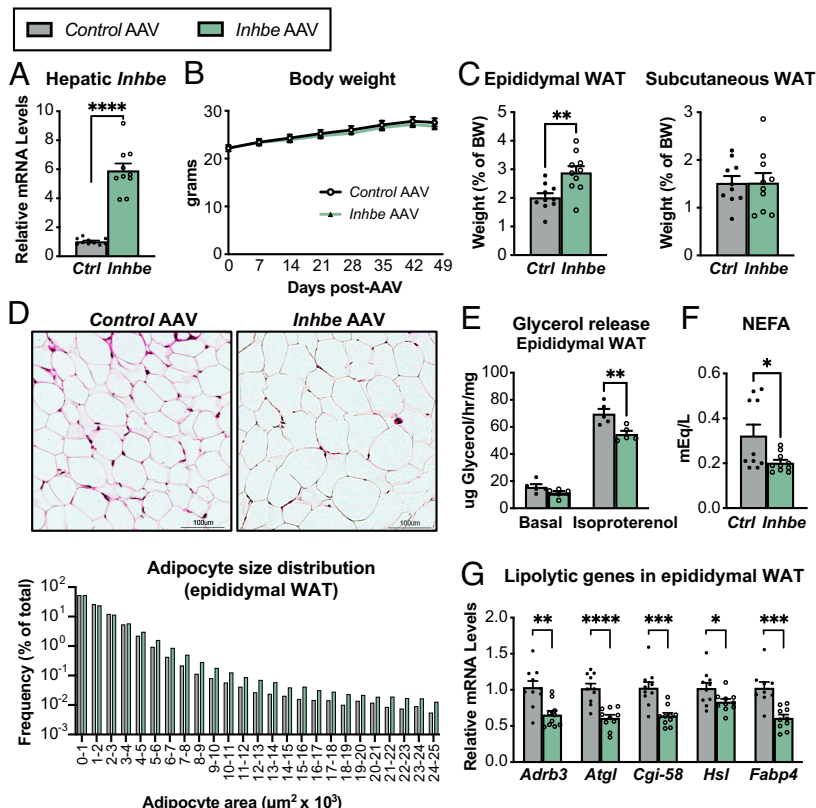 Control AAV Inhbe AAV
A Hepatic Inhbe
Relative mRNA Levels
10
8
6
4
2
0
****
Ctrl Inhbe
B Body weight
grams
30
20
10
0
Control AAV
Inhbe AAV
0 7 14 21 28 35 42 49
Days post-AAV
C Epididymal WAT
Weight (% of BW)
5
4
3
2
1
0
**
Ctrl Inhbe
Subcutaneous WAT
Weight (% of BW)
3
2
1
0
Ctrl Inhbe
D Control AAV Inhbe AAV
100um 100um
Adipocyte size distribution
(epididymal WAT)
Frequency (% of total)
10²
10¹
10⁰
10⁻¹
10⁻²
10⁻³
0-1 1-2 2-3 3-4 4-5 5-6 6-7 7-8 8-9 9-10 10-11 11-12 12-13 13-14 14-15 15-16 16-17 17-18 18-19 19-20 20-21 21-22 22-23 23-24 24-25
Adipocyte area (µm² x 10³)
E Glycerol release
Epididymal WAT
ug Glycerol/hr/mg
100
80
60
40
20
0
**
Basal Isoproterenol
F NEFA
mEq/L
0.6
0.4
0.2
0.0
*
Ctrl Inhbe
G Lipolytic genes in epididymal WAT
Relative mRNA Levels
2.0
1.5
1.0
0.5
0.0
** **** *** * ***
Adrb3 Atgl Cgi-58 Hsl Fabp4